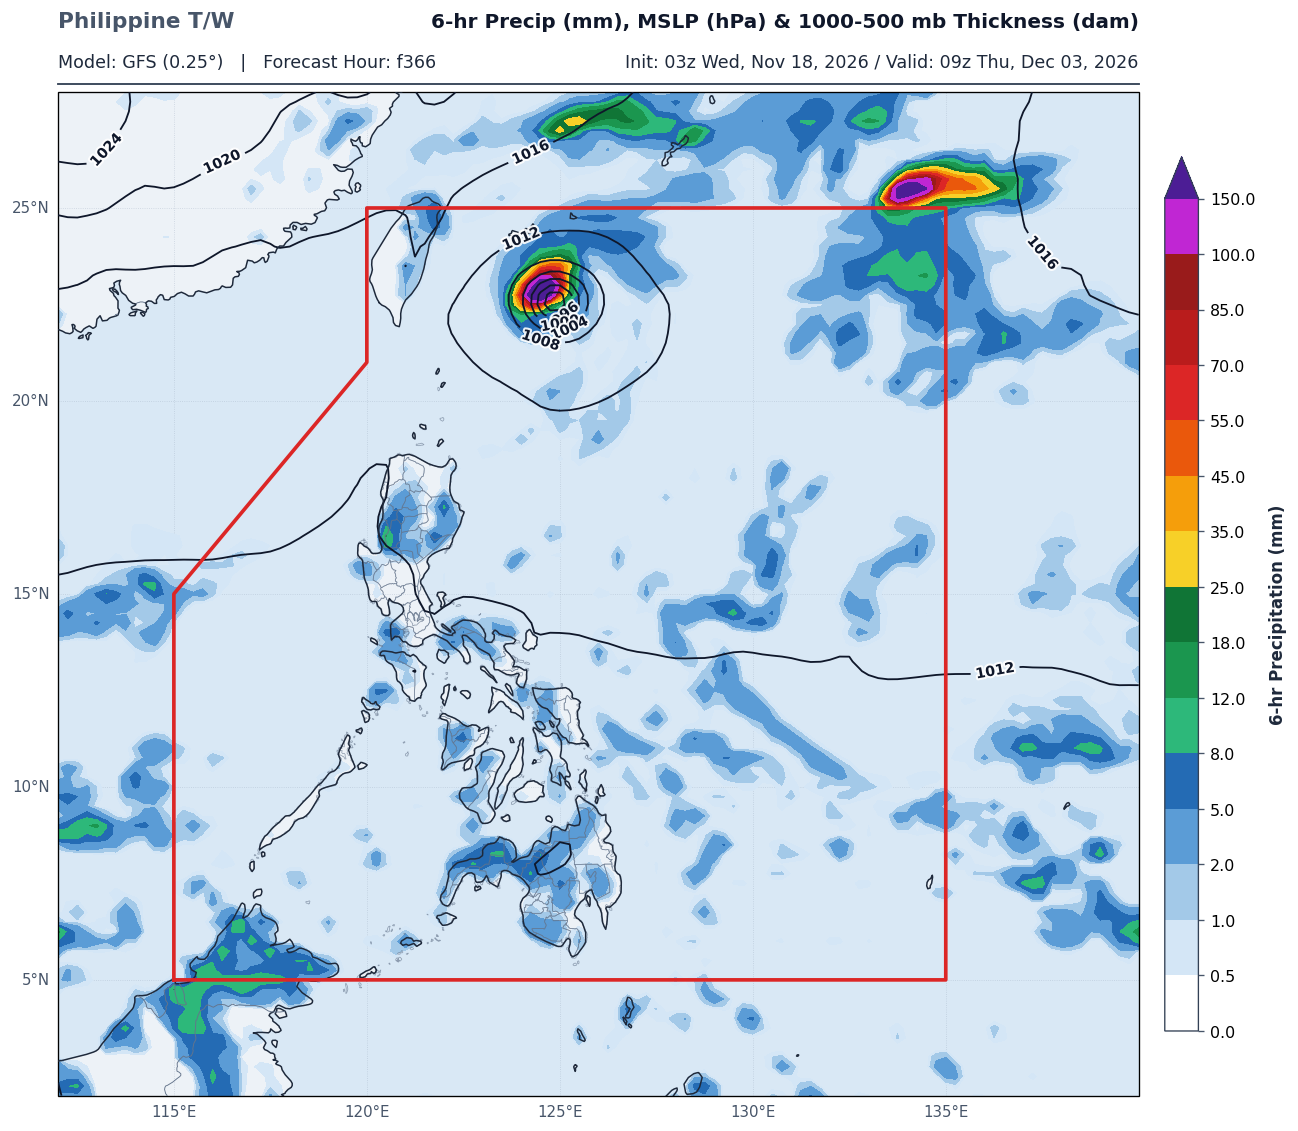 Philippine T/W
6-hr Precip (mm), MSLP (hPa) & 1000-500 mb Thickness (dam)
Model: GFS (0.25°) | Forecast Hour: f366
Init: 03z Wed, Nov 18, 2026 / Valid: 09z Thu, Dec 03, 2026
1024
1020
1016
1012
1016
996
1000
1004
1008
1012
25°N
20°N
15°N
10°N
5°N
115°E
120°E
125°E
130°E
135°E
150.0
100.0
85.0
70.0
55.0
45.0
35.0
25.0
18.0
12.0
8.0
5.0
2.0
1.0
0.5
0.0
6-hr Precipitation (mm)